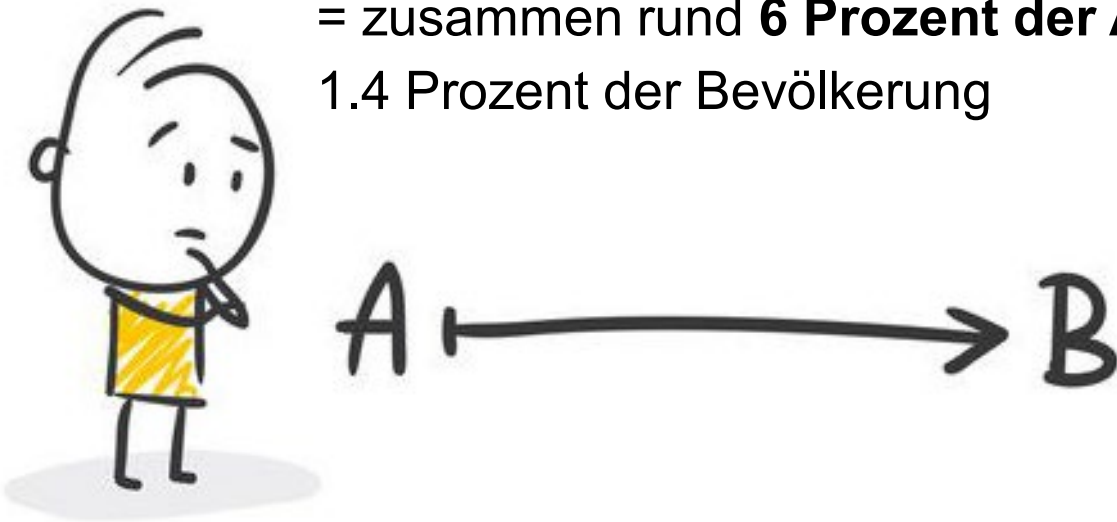 = zusammen rund 6 Prozent der A
1.4 Prozent der Bevölkerung
A B